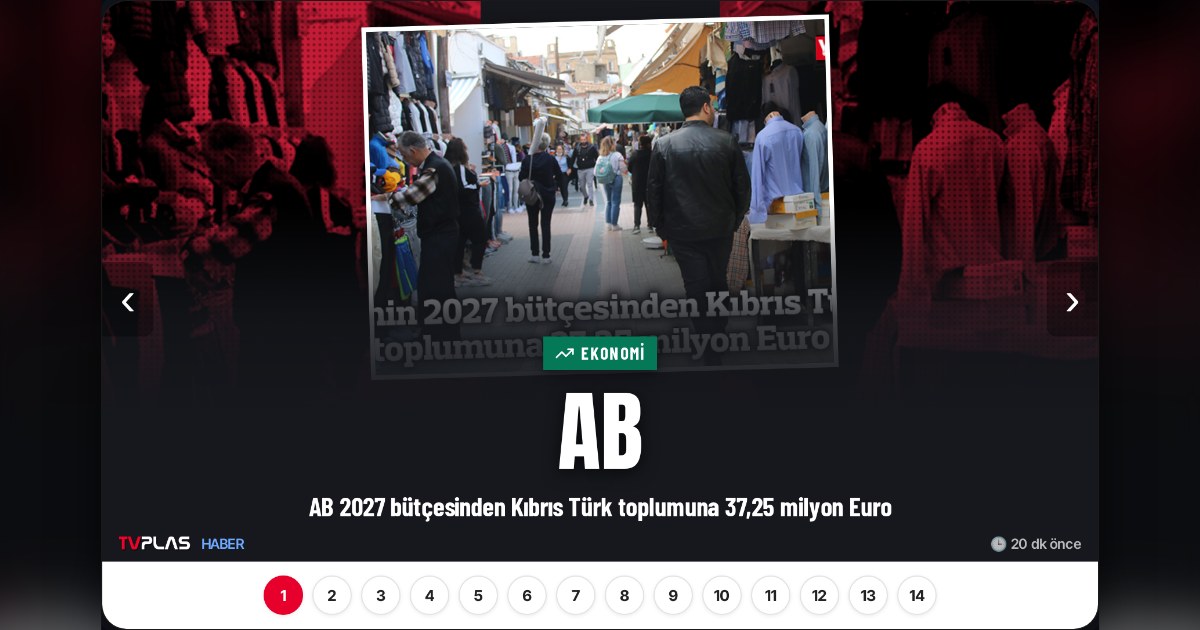 nin 2027 bütçesinden Kıbrıs T
toplumuna milyon Euro
EKONOMİ
AB
AB 2027 bütçesinden Kıbrıs Türk toplumuna 37,25 milyon Euro
TVPLAS HABER
20 dk önce
1 2 3 4 5 6 7 8 9 10 11 12 13 14